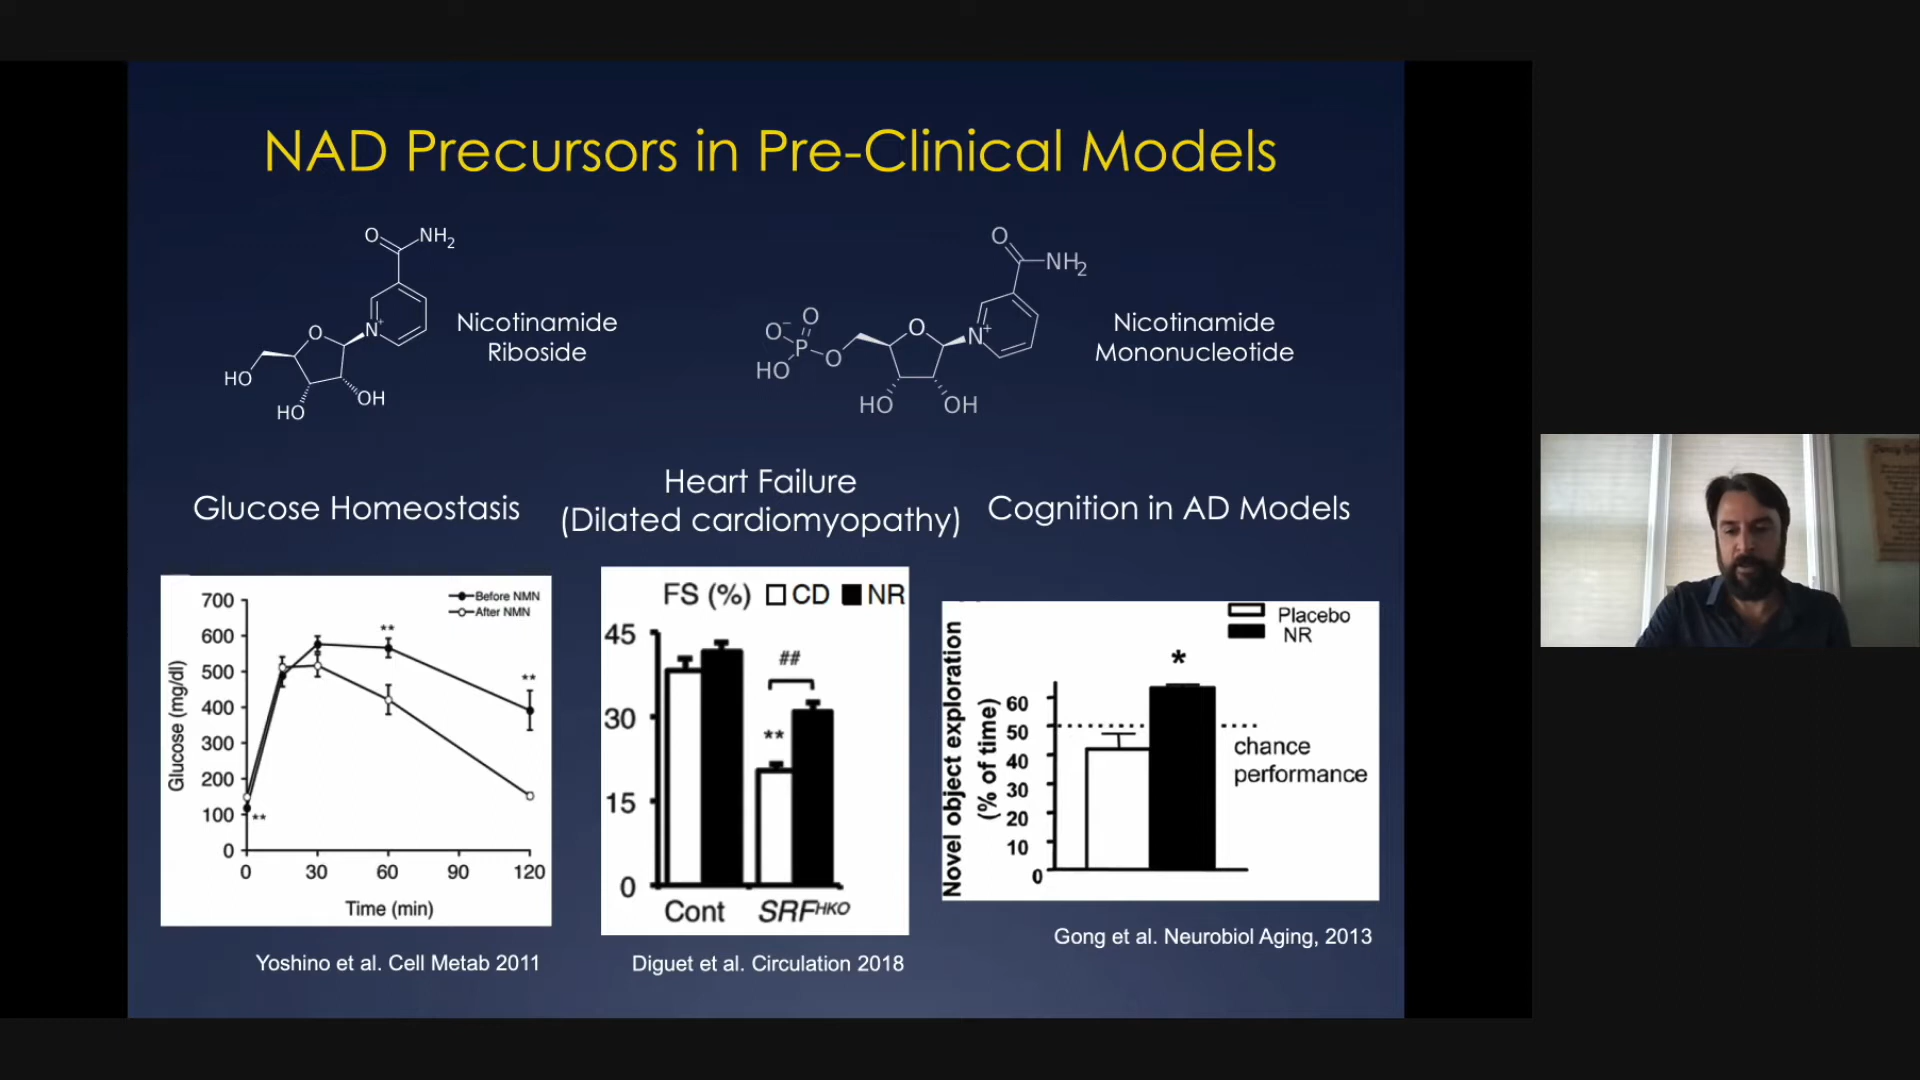 NAD Precursors in Pre-Clinical Models
O
NH2
N+
O
HO
HO
OH
Nicotinamide
Riboside
O
NH2
N+
O
O-
O
P
HO
O
HO
OH
Nicotinamide
Mononucleotide
Glucose Homeostasis
Glucose (mg/dl)
700
600
500
400
300
200
100
0
Before NMN
After NMN
**
**
**
0 30 60 90 120
Time (min)
Yoshino et al. Cell Metab 2011
Heart Failure
(Dilated cardiomyopathy)
FS (%) CD NR
45
30
15
0
##
**
Cont SRFHKO
Diguet et al. Circulation 2018
Cognition in AD Models
Novel object exploration
(% of time)
Placebo
NR
*
60
50
40
30
20
10
0
chance
performance
Gong et al. Neurobiol Aging, 2013